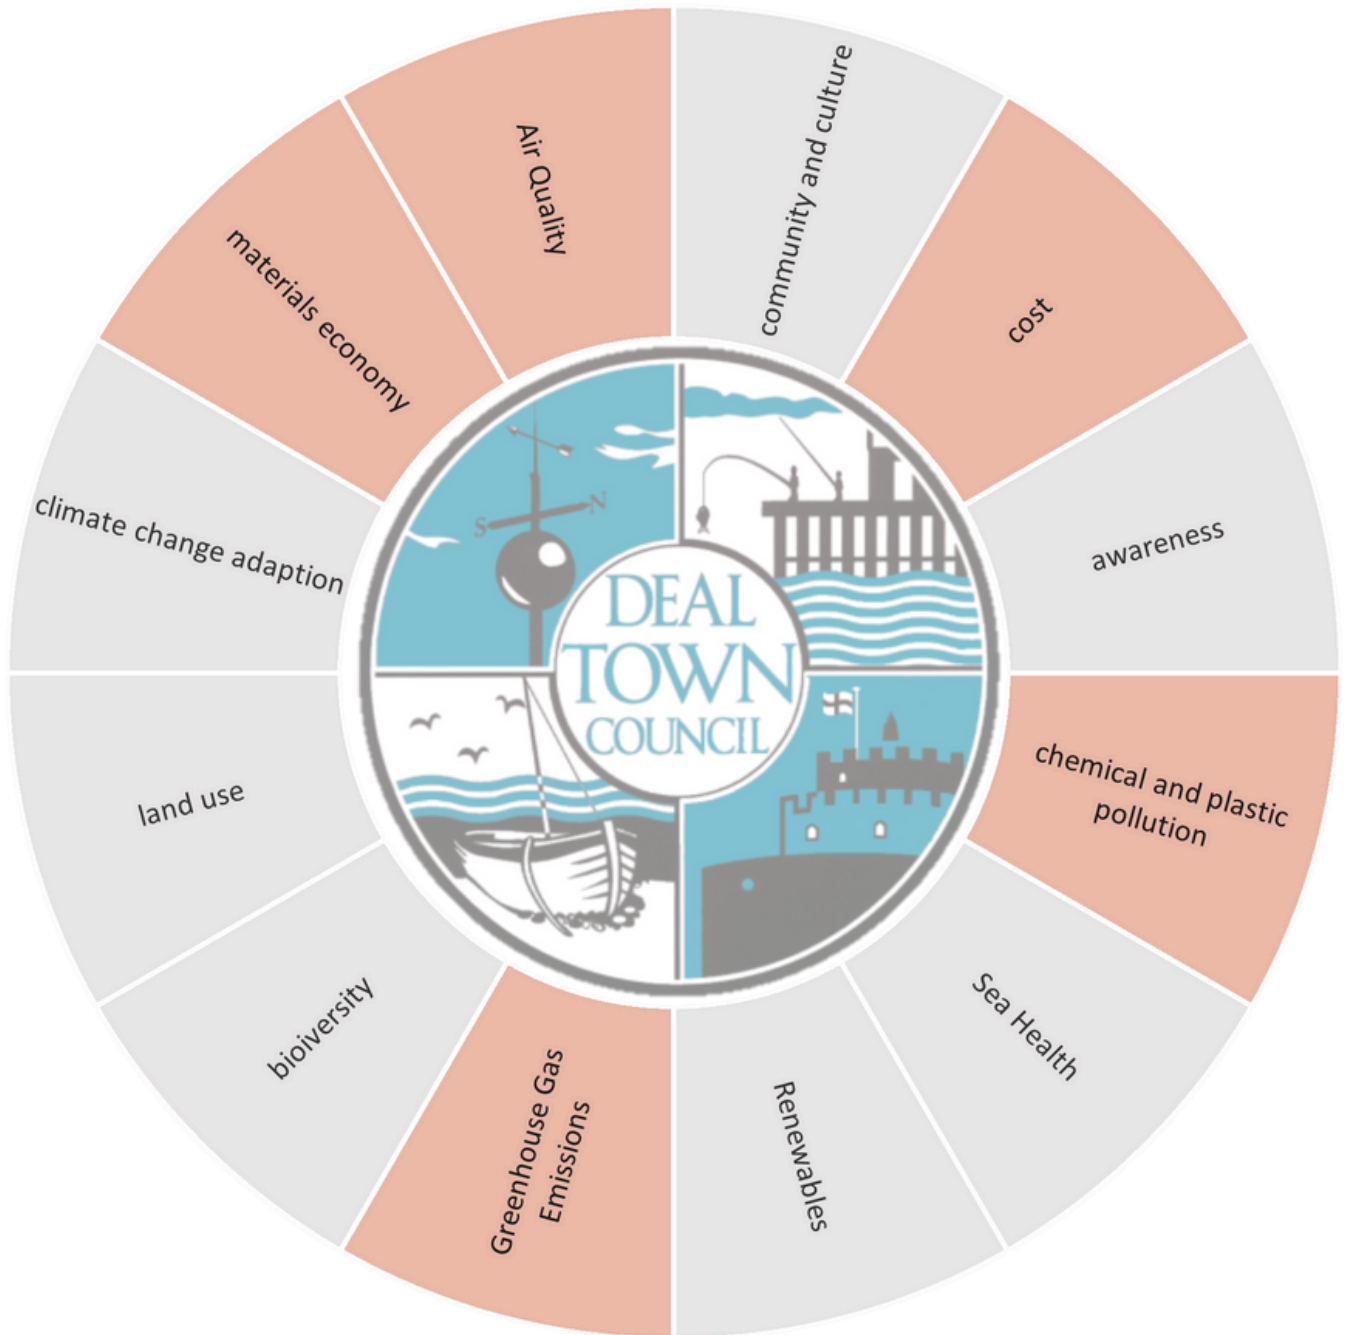 community and culture
cost
awareness
chemical and plastic
pollution
Sea Health
Renewables
Greenhouse Gas
Emissions
bioiversity
land use
climate change adaption
materials economy
Air Quality
S N
DEAL
TOWN
COUNCIL